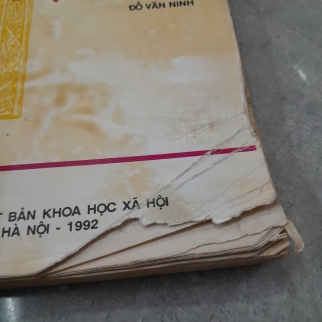 ĐỖ VĂN NINH
BẢN KHOA HỌC XÃ HỘI
HÀ NỘI - 1992